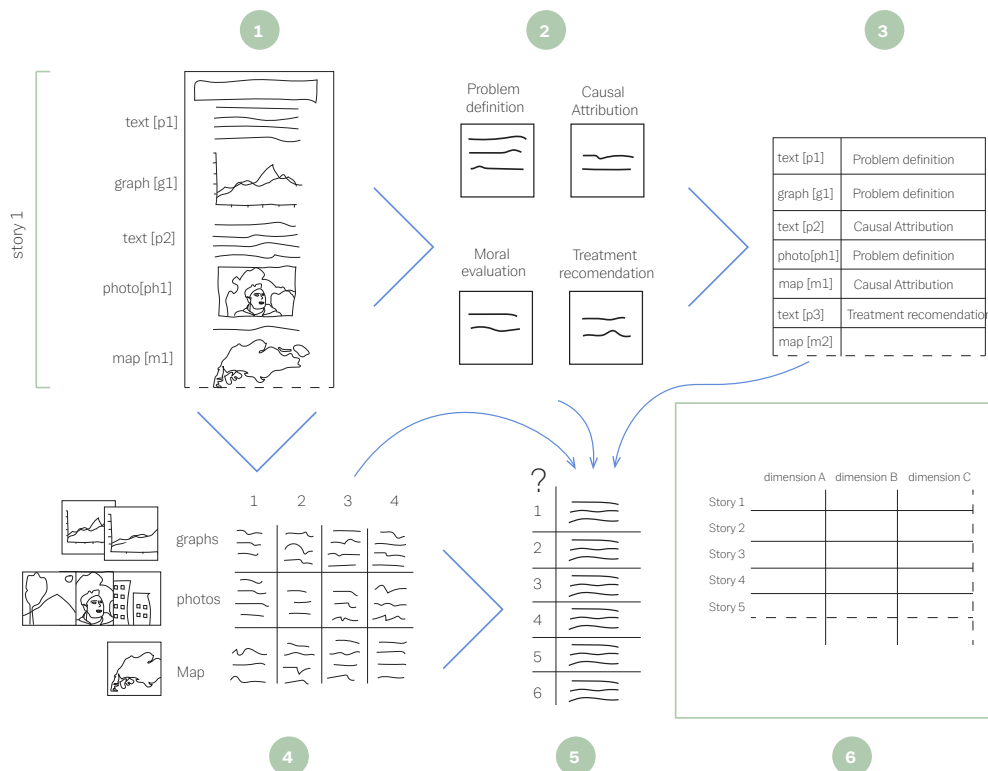 1
2
3
story 1
text [p1]
graph [g1]
text [p2]
photo[ph1]
map [m1]
Problem
definition
Causal
Attribution
Moral
evaluation
Treatment
recomendation
text [p1] Problem definition
graph [g1] Problem definition
text [p2] Causal Attribution
photo[ph1] Problem definition
map [m1] Causal Attribution
text [p3] Treatment recomendation
map [m2]
1 2 3 4
graphs
photos
Map
?
1
2
3
4
5
6
dimension A dimension B dimension C
Story 1
Story 2
Story 3
Story 4
Story 5
4
5
6